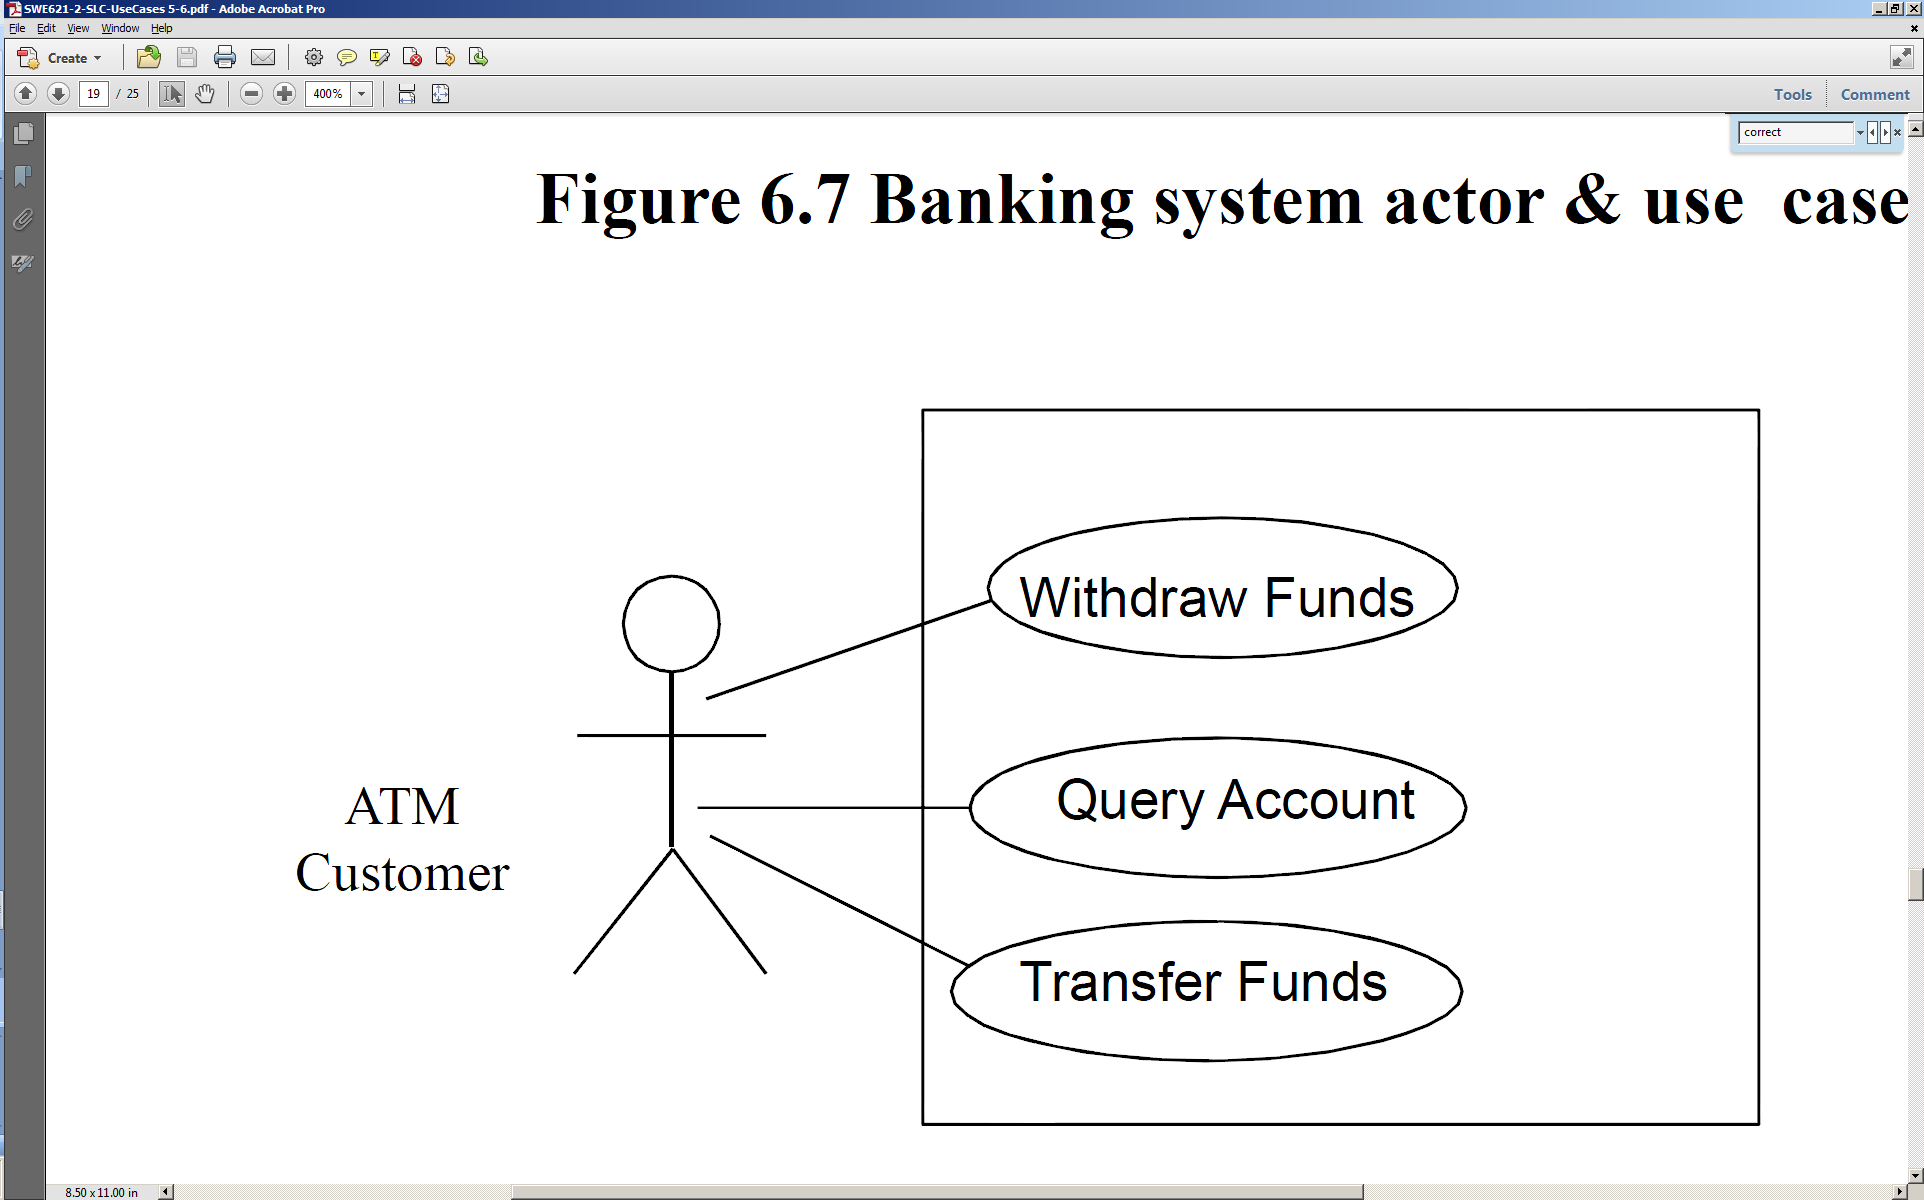 SWE621-2-SLC-UseCases 5-6.pdf - Adobe Acrobat Pro
File Edit View Window Help
Create
19 / 25 400% Tools Comment
correct
Figure 6.7 Banking system actor & use case
Withdraw Funds
Query Account
ATM
Customer
Transfer Funds
8.50 x 11.00 in